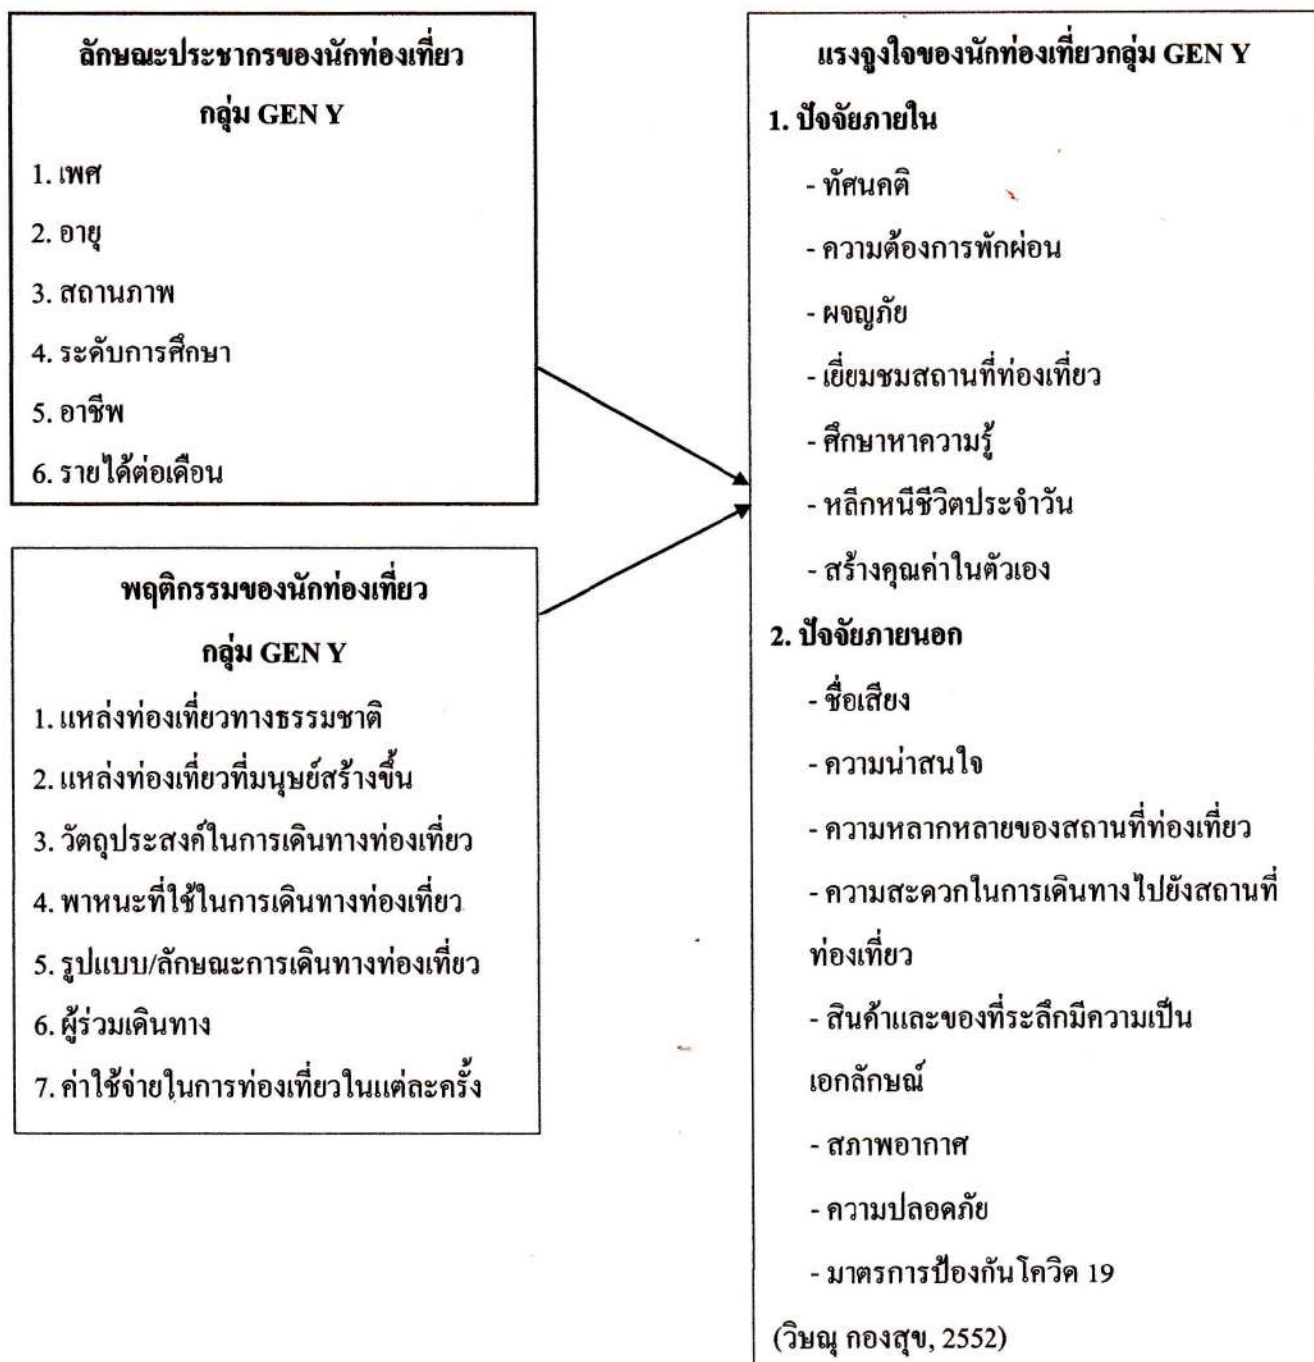 ลักษณะประชากรของนักท่องเที่ยว
กลุ่ม GEN Y
1. เพศ
2. อายุ
3. สถานภาพ
4. ระดับการศึกษา
5. อาชีพ
6. รายได้ต่อเดือน
พฤติกรรมของนักท่องเที่ยว
กลุ่ม GEN Y
1. แหล่งท่องเที่ยวทางธรรมชาติ
2. แหล่งท่องเที่ยวที่มนุษย์สร้างขึ้น
3. วัตถุประสงค์ในการเดินทางท่องเที่ยว
4. พาหนะที่ใช้ในการเดินทางท่องเที่ยว
5. รูปแบบ/ลักษณะการเดินทางท่องเที่ยว
6. ผู้ร่วมเดินทาง
7. ค่าใช้จ่ายในการท่องเที่ยวในแต่ละครั้ง
แรงจูงใจของนักท่องเที่ยวกลุ่ม GEN Y
1. ปัจจัยภายใน
- ทัศนคติ
- ความต้องการพักผ่อน
- ผจญภัย
- เยี่ยมชมสถานที่ท่องเที่ยว
- ศึกษาหาความรู้
- หลีกหนีชีวิตประจำวัน
- สร้างคุณค่าในตัวเอง
2. ปัจจัยภายนอก
- ชื่อเสียง
- ความน่าสนใจ
- ความหลากหลายของสถานที่ท่องเที่ยว
- ความสะดวกในการเดินทางไปยังสถานที่
ท่องเที่ยว
- สินค้าและของที่ระลึกมีความเป็น
เอกลักษณ์
- สภาพอากาศ
- ความปลอดภัย
- มาตรการป้องกันโควิด 19
(วิษณุ กองสุข, 2552)